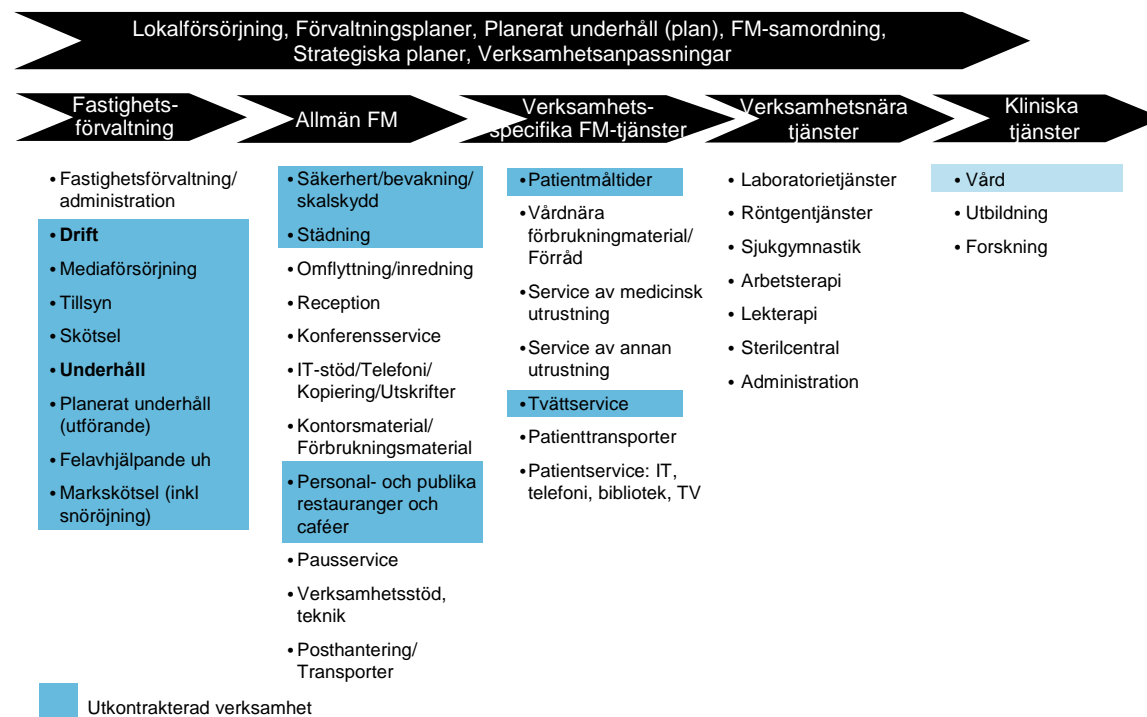 Lokalförsörjning, Förvaltningsplaner, Planerat underhåll (plan), FM-samordning,
Strategiska planer, Verksamhetsanpassningar
Fastighets-
förvaltning
Allmän FM
Verksamhets-
specifika FM-tjänster
Verksamhetsnära
tjänster
Kliniska
tjänster
• Fastighetsförvaltning/
administration
• Drift
• Mediaförsörjning
• Tillsyn
• Skötsel
• Underhåll
• Planerat underhåll
(utförande)
• Felavhjälpande uh
• Markskötsel (inkl
snöröjning)
• Säkerhert/bevakning/
skalskydd
• Städning
• Omflyttning/inredning
• Reception
• Konferensservice
• IT-stöd/Telefoni/
Kopiering/Utskrifter
• Kontorsmaterial/
Förbrukningsmaterial
• Personal- och publika
restauranger och
caféer
• Pausservice
• Verksamhetsstöd,
teknik
• Posthantering/
Transporter
• Patientmåltider
• Vårdnära
förbrukningmaterial/
Förråd
• Service av medicinsk
utrustning
• Service av annan
utrustning
• Tvättservice
• Patienttransporter
• Patientservice: IT,
telefoni, bibliotek, TV
• Laboratorietjänster
• Röntgentjänster
• Sjukgymnastik
• Arbetsterapi
• Lekterapi
• Sterilcentral
• Administration
• Vård
• Utbildning
• Forskning
Utkontrakterad verksamhet